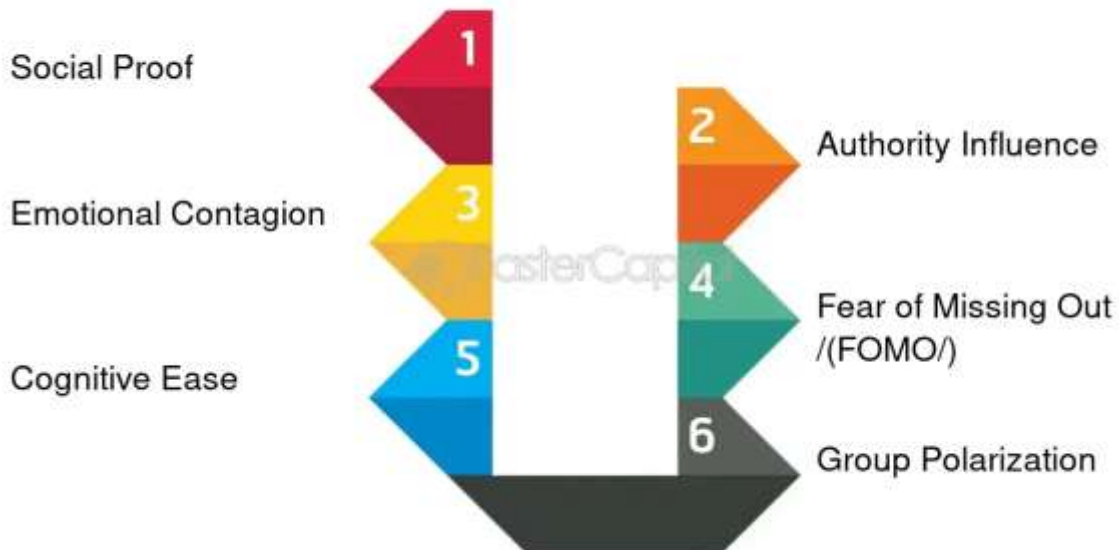 1
Social Proof
2
Authority Influence
3
Emotional Contagion
4
Fear of Missing Out
/(FOMO/)
5
Cognitive Ease
6
Group Polarization